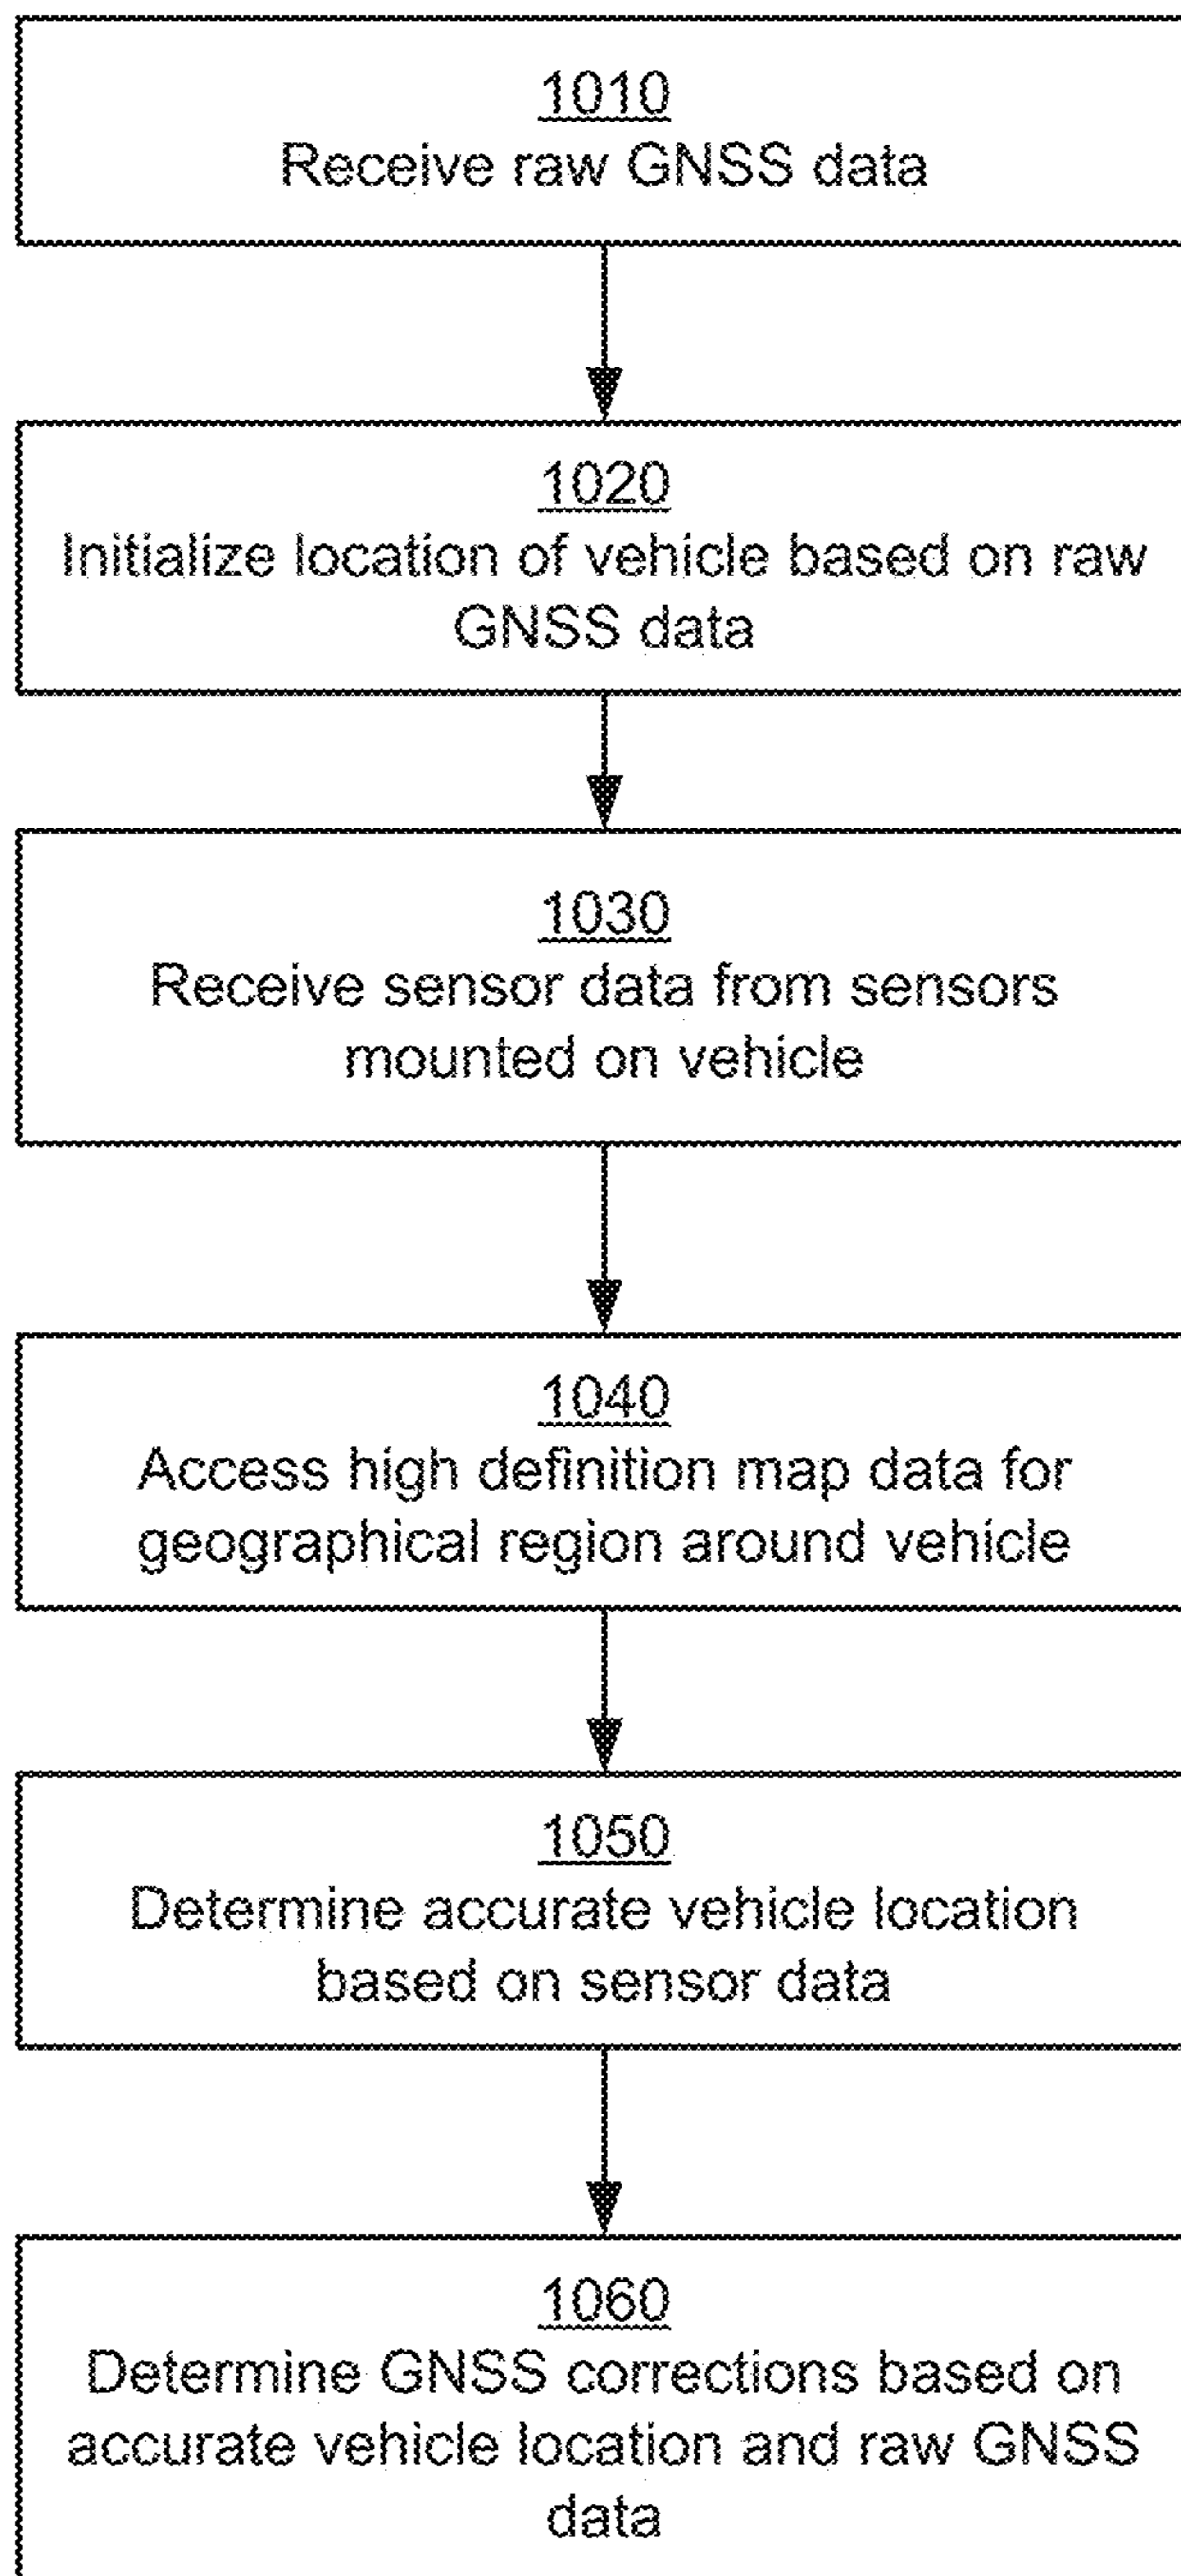 1010
Receive raw GNSS data
1020
Initialize location of vehicle based on raw
GNSS data
1030
Receive sensor data from sensors
mounted on vehicle
1040
Access high definition map data for
geographical region around vehicle
1050
Determine accurate vehicle location
based on sensor data
1060
Determine GNSS corrections based on
accurate vehicle location and raw GNSS
data